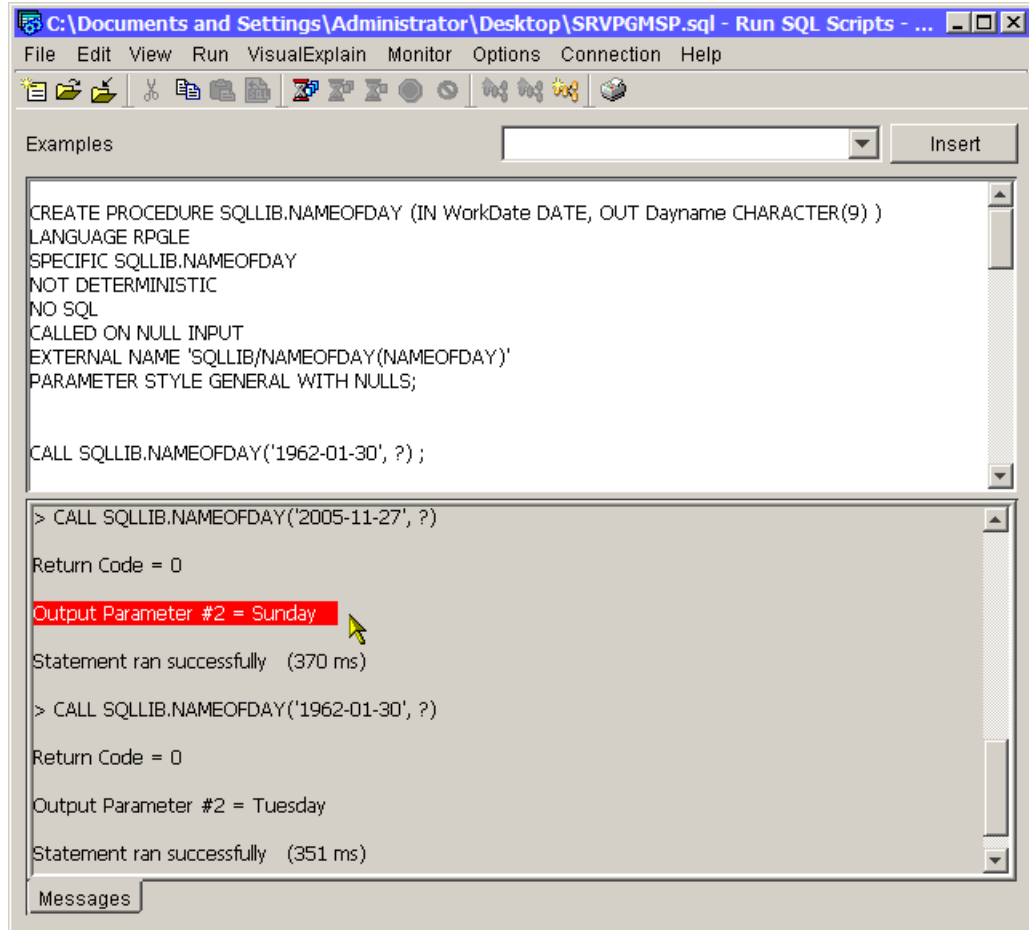 C:\Documents and Settings\Administrator\Desktop\SRVPGMSP.sql - Run SQL Scripts - ...
File Edit View Run VisualExplain Monitor Options Connection Help
Examples
Insert
CREATE PROCEDURE SQLLIB.NAMEOFDAY (IN WorkDate DATE, OUT Dayname CHARACTER(9) )
LANGUAGE RPGLE
SPECIFIC SQLLIB.NAMEOFDAY
NOT DETERMINISTIC
NO SQL
CALLED ON NULL INPUT
EXTERNAL NAME 'SQLLIB/NAMEOFDAY(NAMEOFDAY)'
PARAMETER STYLE GENERAL WITH NULLS;
CALL SQLLIB.NAMEOFDAY('1962-01-30', ?) ;
> CALL SQLLIB.NAMEOFDAY('2005-11-27', ?)
Return Code = 0
Output Parameter #2 = Sunday
Statement ran successfully (370 ms)
> CALL SQLLIB.NAMEOFDAY('1962-01-30', ?)
Return Code = 0
Output Parameter #2 = Tuesday
Statement ran successfully (351 ms)
Messages